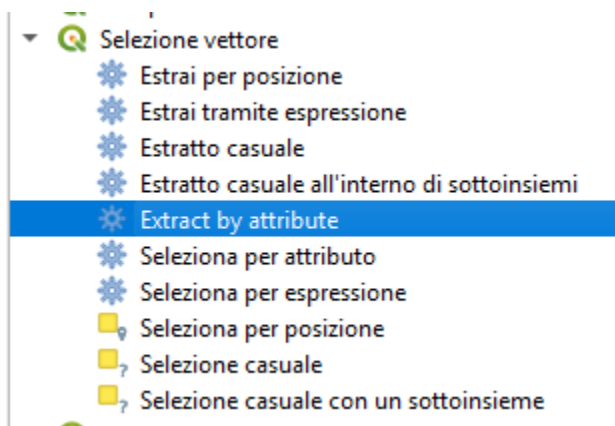 Selezione vettore
Estrai per posizione
Estrai tramite espressione
Estratto casuale
Estratto casuale all'interno di sottoinsiemi
Extract by attribute
Seleziona per attributo
Seleziona per espressione
Seleziona per posizione
Selezione casuale
Selezione casuale con un sottoinsieme